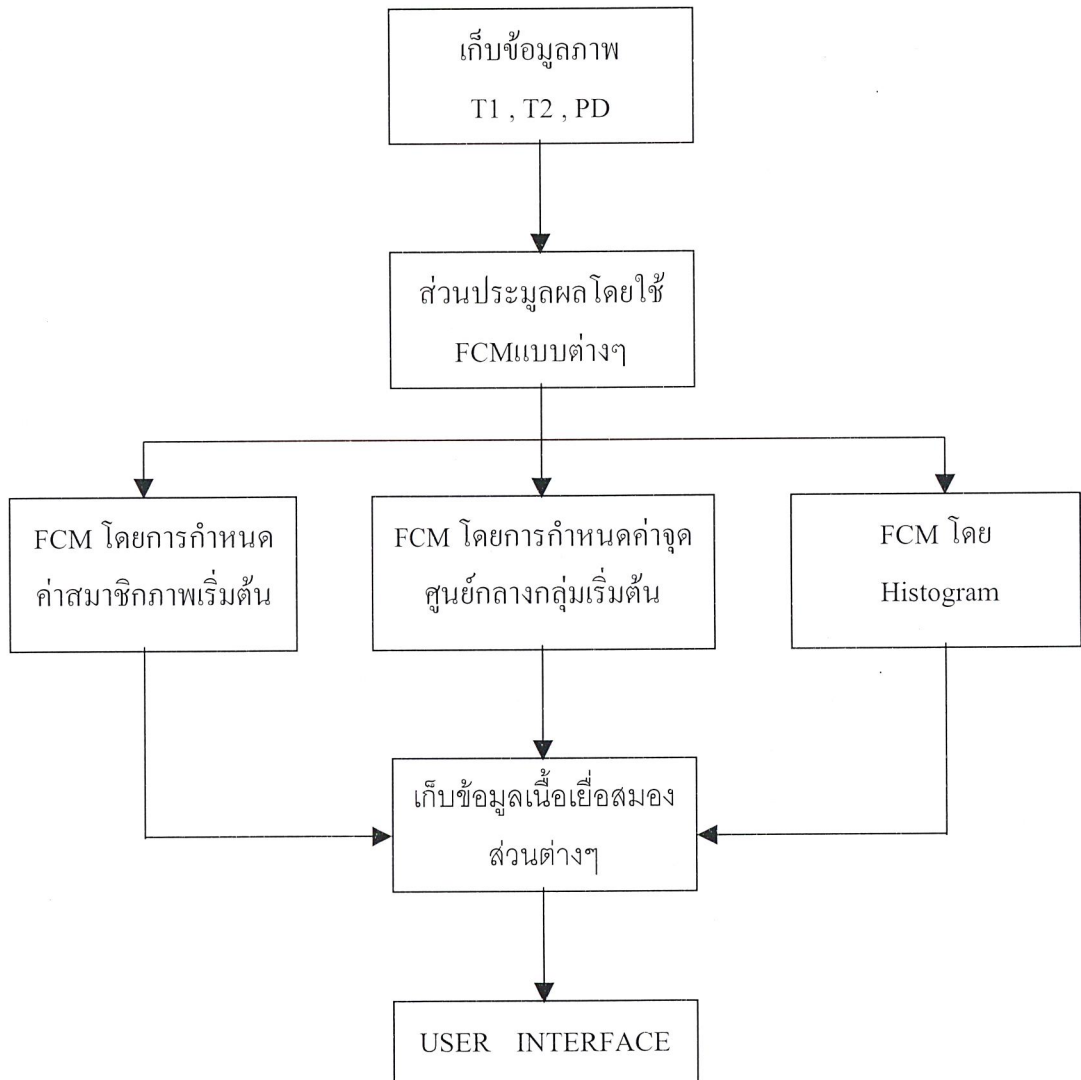 เก็บข้อมูลภาพ
T1 , T2 , PD
ส่วนประมูลผลโดยใช้
FCMแบบต่างๆ
FCM โดยการกำหนด
ค่าสมาชิกภาพเริ่มต้น
FCM โดยการกำหนดค่าจุด
ศูนย์กลางกลุ่มเริ่มต้น
FCM โดย
Histogram
เก็บข้อมูลเนื้อเยื่อสมอง
ส่วนต่างๆ
USER INTERFACE